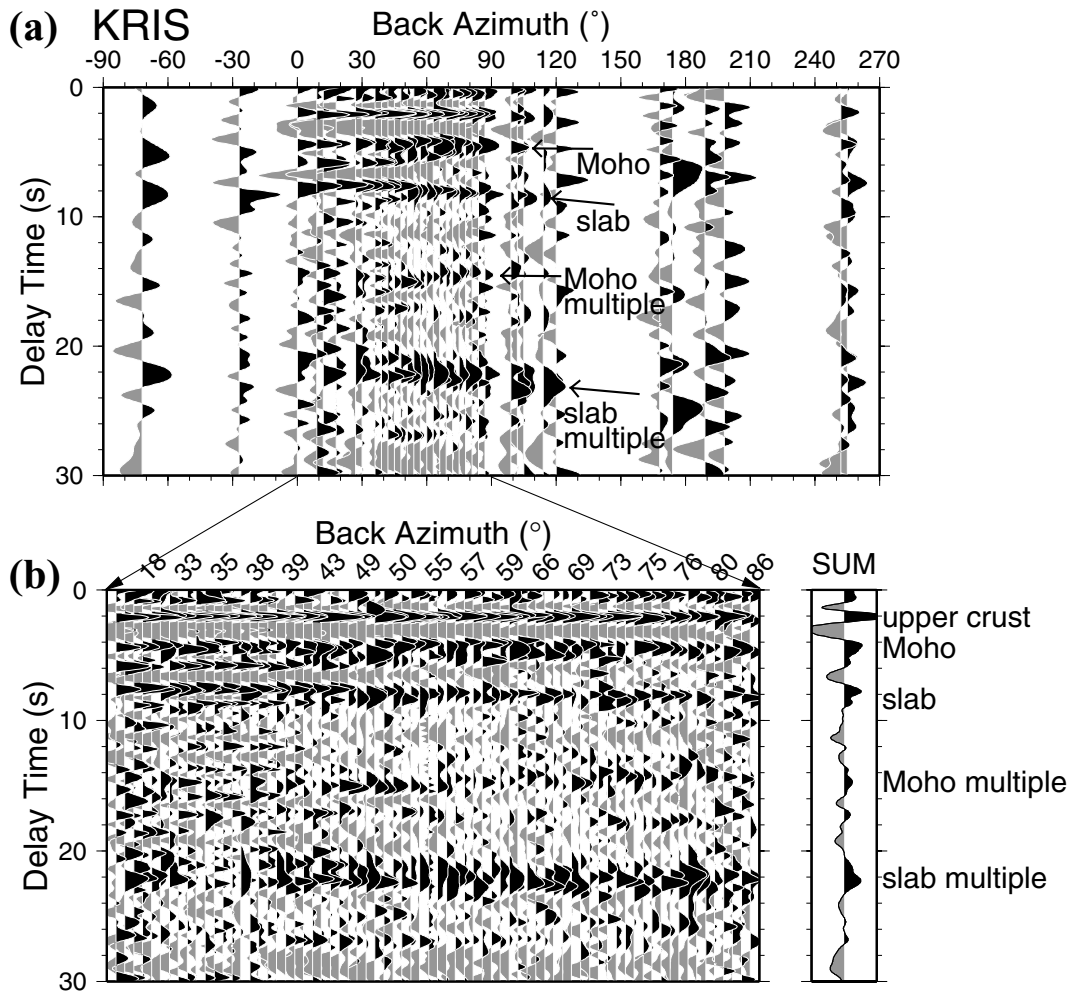 (a) KRIS
Back Azimuth (°)
-90 -60 -30 0 30 60 90 120 150 180 210 240 270
Delay Time (s)
0
10
20
30
Moho
slab
Moho
multiple
slab
multiple
(b)
Back Azimuth (°)
18 33 35 38 39 43 49 50 55 57 59 66 69 73 75 76 80 86
SUM
Delay Time (s)
0
10
20
30
upper crust
Moho
slab
Moho multiple
slab multiple